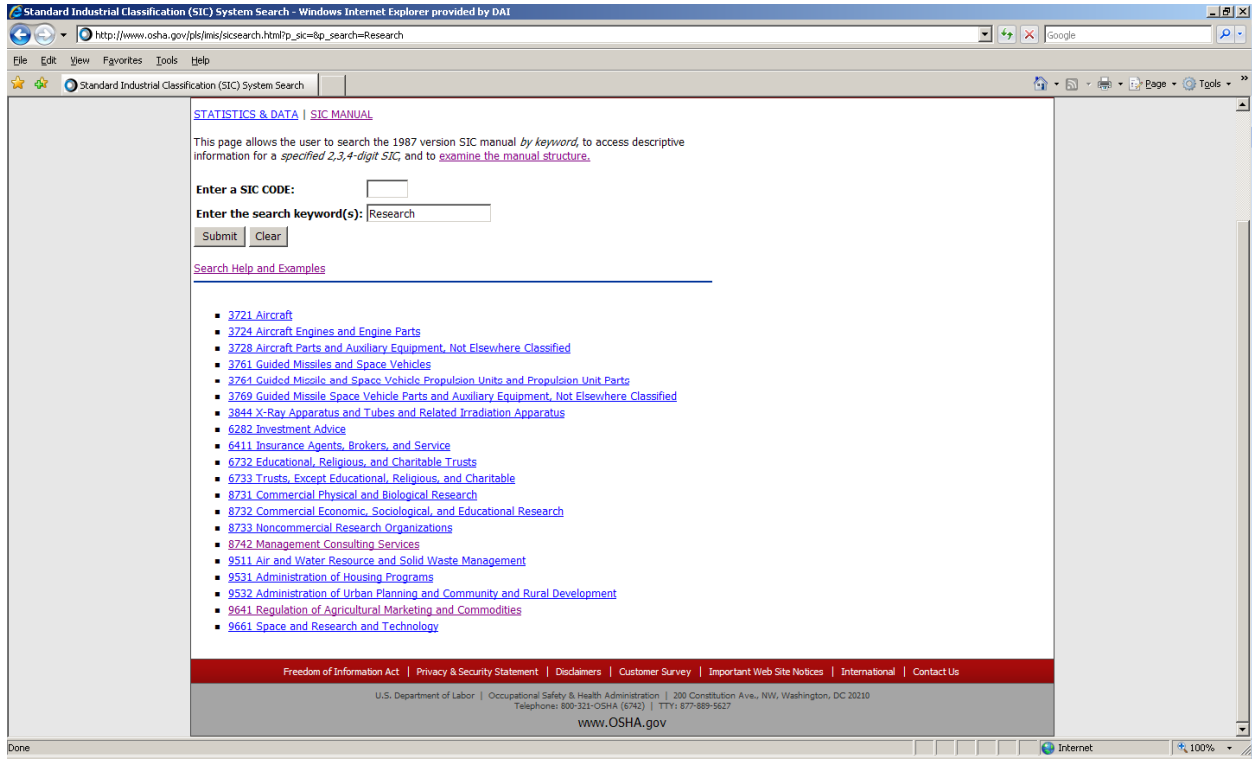 Standard Industrial Classification (SIC) System Search - Windows Internet Explorer provided by DAI
http://www.osha.gov/pls/imis/sicsearch.html?p_sic=&p_search=Research
Google
File Edit View Favorites Tools Help
Standard Industrial Classification (SIC) System Search
Page Tools »
STATISTICS & DATA | SIC MANUAL
This page allows the user to search the 1987 version SIC manual by keyword, to access descriptive
information for a specified 2,3,4-digit SIC, and to examine the manual structure.
Enter a SIC CODE:
Enter the search keyword(s): Research
Submit Clear
Search Help and Examples
3721 Aircraft
3724 Aircraft Engines and Engine Parts
3728 Aircraft Parts and Auxiliary Equipment, Not Elsewhere Classified
3761 Guided Missiles and Space Vehicles
3764 Guided Missile and Space Vehicle Propulsion Units and Propulsion Unit Parts
3769 Guided Missile Space Vehicle Parts and Auxiliary Equipment, Not Elsewhere Classified
3844 X-Ray Apparatus and Tubes and Related Irradiation Apparatus
6282 Investment Advice
6411 Insurance Agents, Brokers, and Service
6732 Educational, Religious, and Charitable Trusts
6733 Trusts, Except Educational, Religious, and Charitable
8731 Commercial Physical and Biological Research
8732 Commercial Economic, Sociological, and Educational Research
8733 Noncommercial Research Organizations
8742 Management Consulting Services
9511 Air and Water Resource and Solid Waste Management
9531 Administration of Housing Programs
9532 Administration of Urban Planning and Community and Rural Development
9641 Regulation of Agricultural Marketing and Commodities
9661 Space and Research and Technology
Freedom of Information Act | Privacy & Security Statement | Disclaimers | Customer Survey | Important Web Site Notices | International | Contact Us
U.S. Department of Labor | Occupational Safety & Health Administration | 200 Constitution Ave., NW, Washington, DC 20210
Telephone: 800-321-OSHA (6742) | TTY: 877-889-5627
www.OSHA.gov
Done Internet 100%